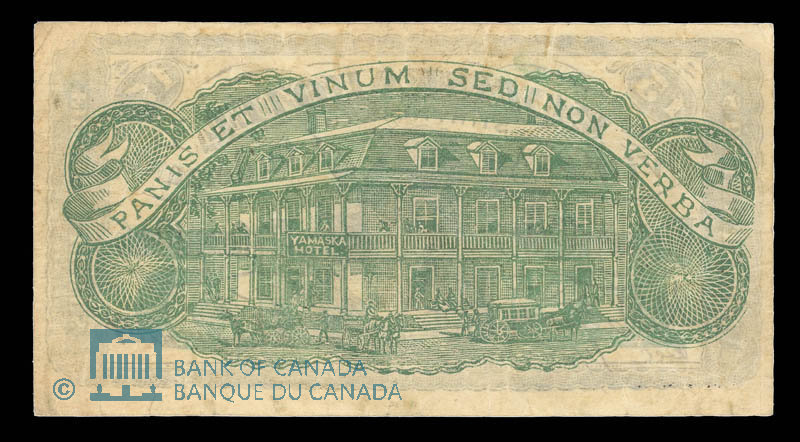 PANIS ET VINUM SED NON VERBA
YAMASKA
HOTEL
© BANK OF CANADA
BANQUE DU CANADA